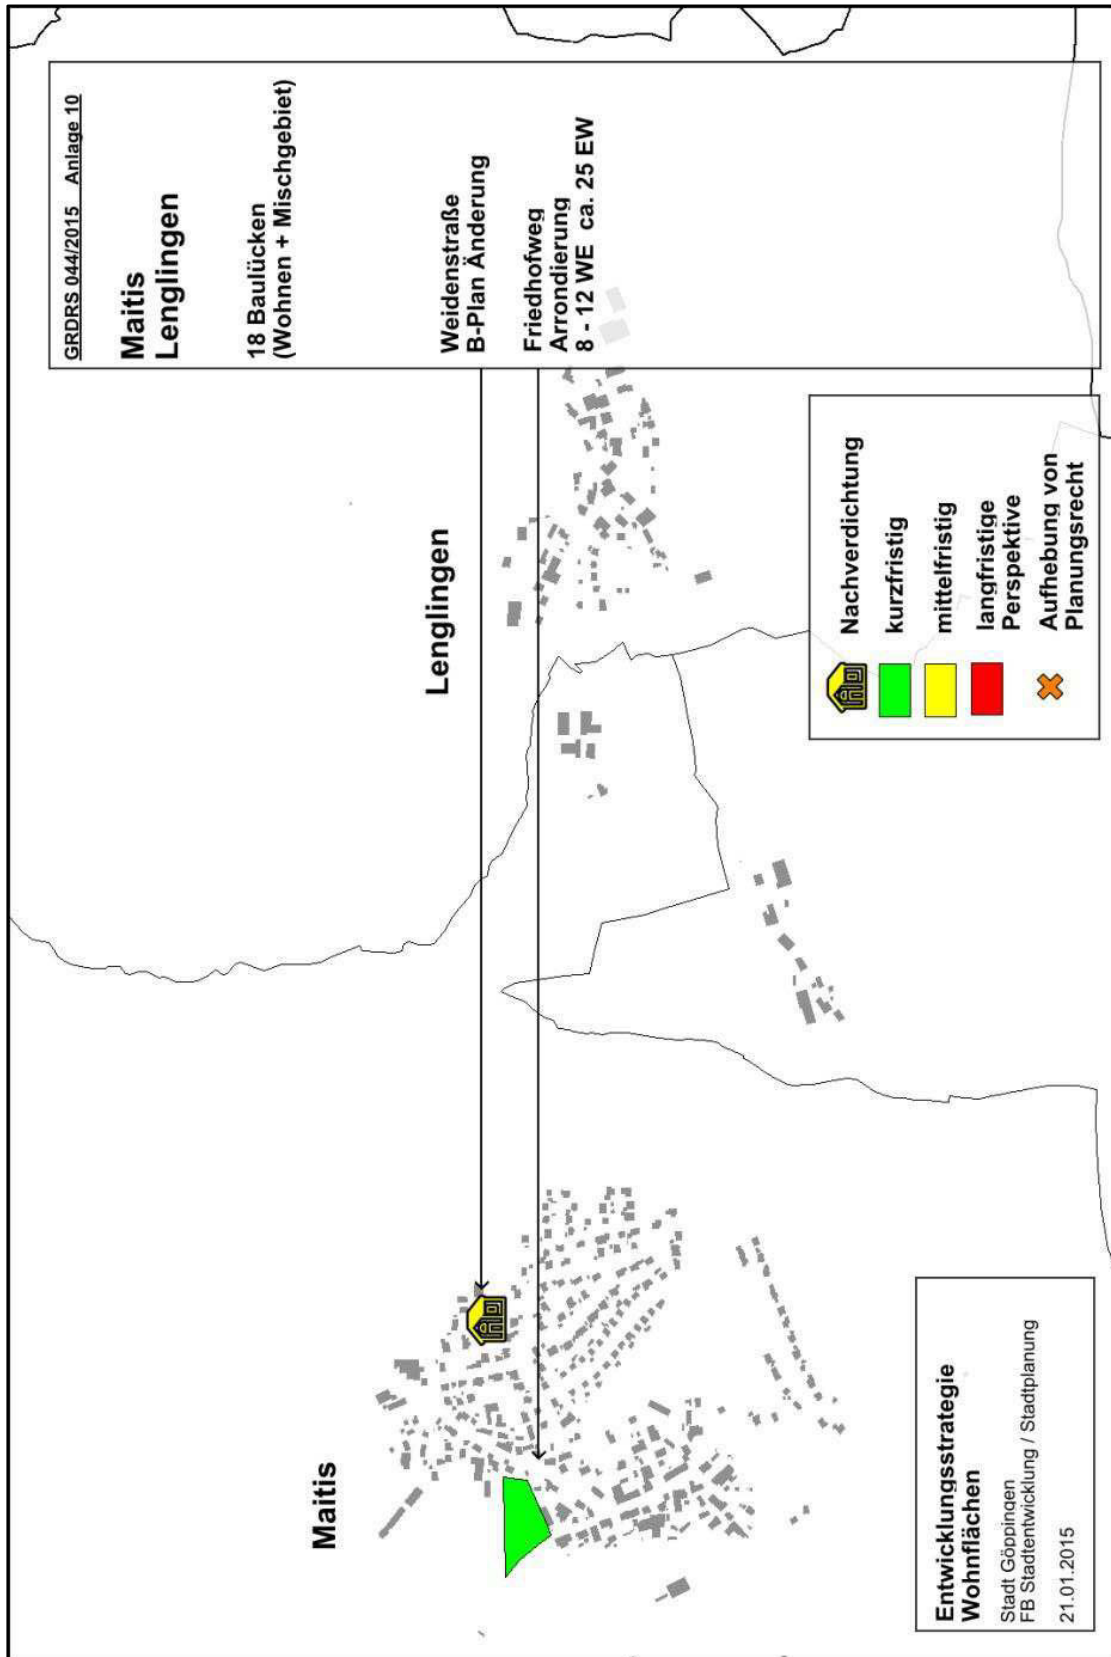 GRDRS 044/2015 Anlage 10
Maitis
Lenglingen
18 Baulücken
(Wohnen + Mischgebiet)
Weidenstraße
B-Plan Änderung
Friedhofweg
Arrondierung
8 - 12 WE ca. 25 EW
Lenglingen
Maitis
Nachverdichtung
kurzfristig
mittelfristig
langfristige
Perspektive
Aufhebung von
Planungsrecht
Entwicklungsstrategie
Wohnflächen
Stadt Göppingen
FB Stadtentwicklung / Stadtplanung
21.01.2015